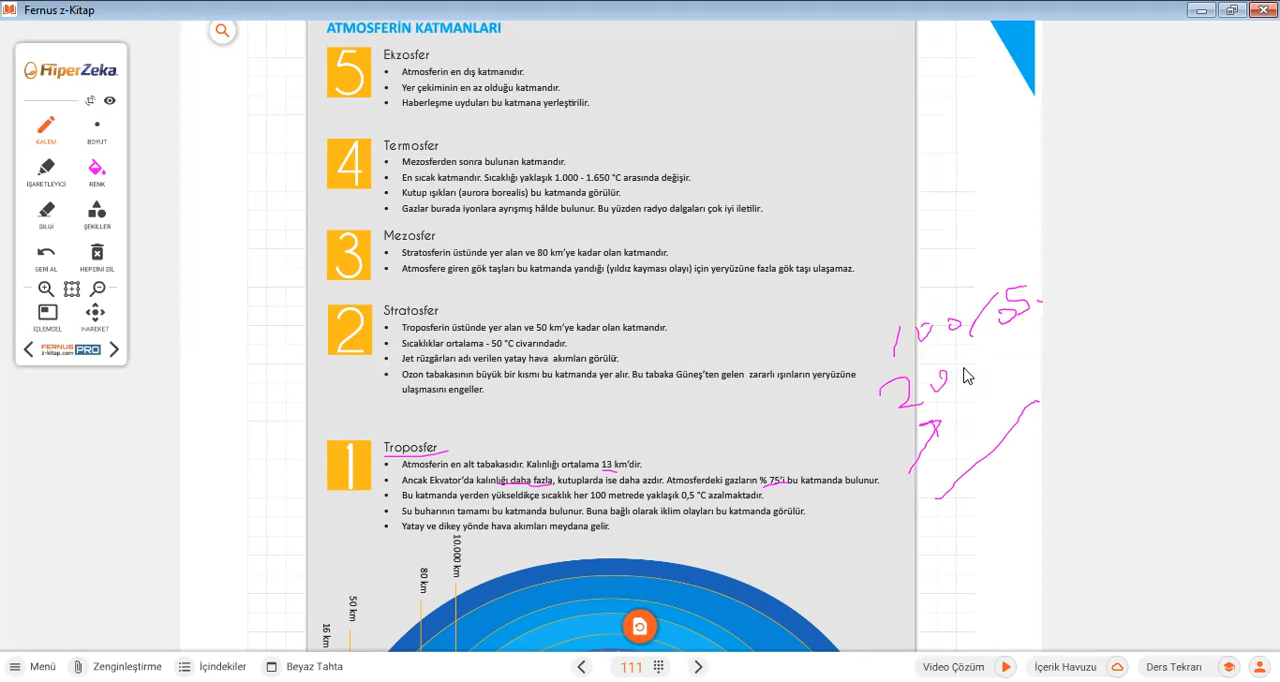 Fernus z-Kitap
HiperZeka
KALEM
BOYUT
İŞARETLEYİCİ
RENK
SİLGİ
ŞEKİLLER
GERİ AL
HEPSİNİ SİL
İŞLEMSEL
HAREKET
FERNUS
z-kitap.com
PRO
ATMOSFERİN KATMANLARI
5
Ekzosfer
• Atmosferin en dış katmanıdır.
• Yer çekiminin en az olduğu katmandır.
• Haberleşme uyduları bu katmana yerleştirilir.
4
Termosfer
• Mezosferden sonra bulunan katmandır.
• En sıcak katmandır. Sıcaklığı yaklaşık 1.000 - 1.650 °C arasında değişir.
• Kutup ışıkları (aurora borealis) bu katmanda görülür.
• Gazlar burada iyonlara ayrışmış hâlde bulunur. Bu yüzden radyo dalgaları çok iyi iletilir.
3
Mezosfer
• Stratosferin üstünde yer alan ve 80 km'ye kadar olan katmandır.
• Atmosfere giren gök taşları bu katmanda yandığı (yıldız kayması olayı) için yeryüzüne fazla gök taşı ulaşamaz.
2
Stratosfer
• Troposferin üstünde yer alan ve 50 km'ye kadar olan katmandır.
• Sıcaklıklar ortalama - 50 °C civarındadır.
• Jet rüzgârları adı verilen yatay hava akımları görülür.
• Ozon tabakasının büyük bir kısmı bu katmanda yer alır. Bu tabaka Güneş'ten gelen zararlı ışınların yeryüzüne
ulaşmasını engeller.
1
Troposfer
• Atmosferin en alt tabakasıdır. Kalınlığı ortalama 13 km'dir.
• Ancak Ekvator'da kalınlığı daha fazla, kutuplarda ise daha azdır. Atmosferdeki gazların % 75'i bu katmanda bulunur.
• Bu katmanda yerden yükseldikçe sıcaklık her 100 metrede yaklaşık 0,5 °C azalmaktadır.
• Su buharının tamamı bu katmanda bulunur. Buna bağlı olarak iklim olayları bu katmanda görülür.
• Yatay ve dikey yönde hava akımları meydana gelir.
10.000 km
80 km
50 km
16 km
100/
Menü
Zenginleştirme
İçindekiler
Beyaz Tahta
111
Video Çözüm
İçerik Havuzu
Ders Tekrarı